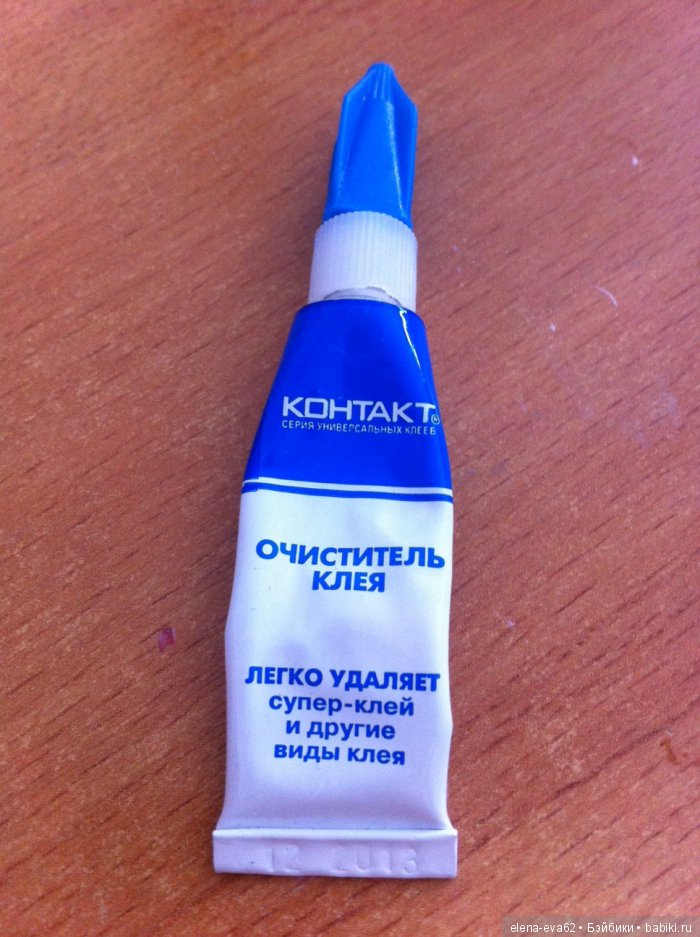 КОНТАКТ®
СЕРИЯ УНИВЕРСАЛЬНЫХ КЛЕЕВ
ОЧИСТИТЕЛЬ
КЛЕЯ
ЛЕГКО УДАЛЯЕТ
супер-клей
и другие
виды клея
12 2013
elena-eva62 • Бэйбики • babiki.ru